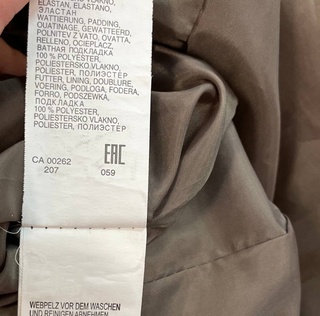 ELASTAN, ELASTANO,
ЭЛАСТАН
WATTIERUNG, PADDING,
OUATINAGE, GEWATTEERD,
POLNITEV Z VATO, OVATTA,
RELLENO, OCIEPLACZ,
ВАТНАЯ ПОДКЛАДКА
100 % POLYESTER,
POLIESTERSKO VLAKNO,
POLIESTER, ПОЛИЭСТЕР
FUTTER, LINING, DOUBLURE,
VOERING, PODLOGA, FODERA,
FORRO, PODSZEWKA,
ПОДКЛАДКА
100 % POLYESTER,
POLIESTERSKO VLAKNO,
POLIESTER, ПОЛИЭСТЕР
EAC
CA 00262
207 059
WEBPELZ VOR DEM WASCHEN
UND REINIGEN ABNEHMEN